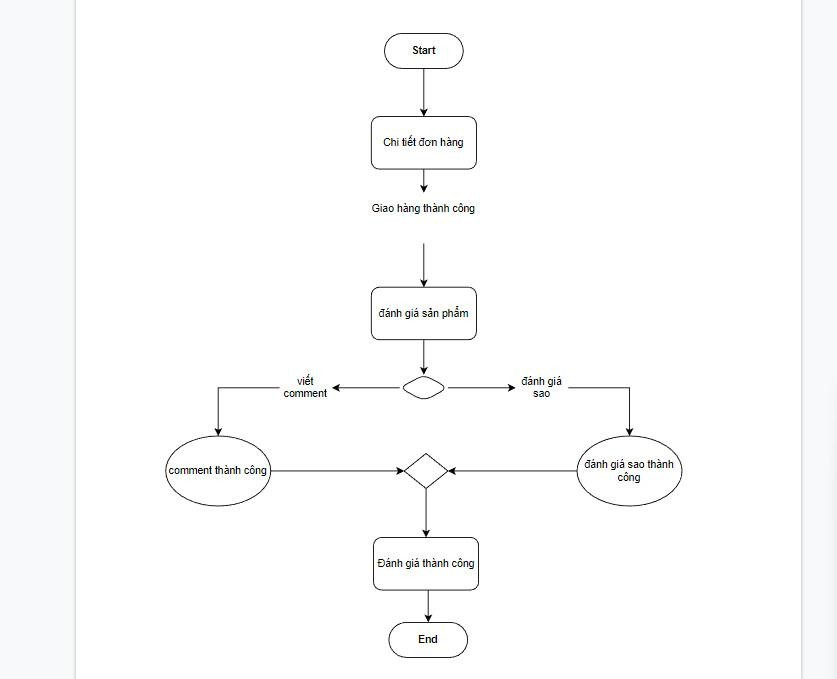 Start
Chi tiết đơn hàng
Giao hàng thành công
đánh giá sản phẩm
viết
comment
đánh giá
sao
comment thành công
đánh giá sao thành
công
Đánh giá thành công
End